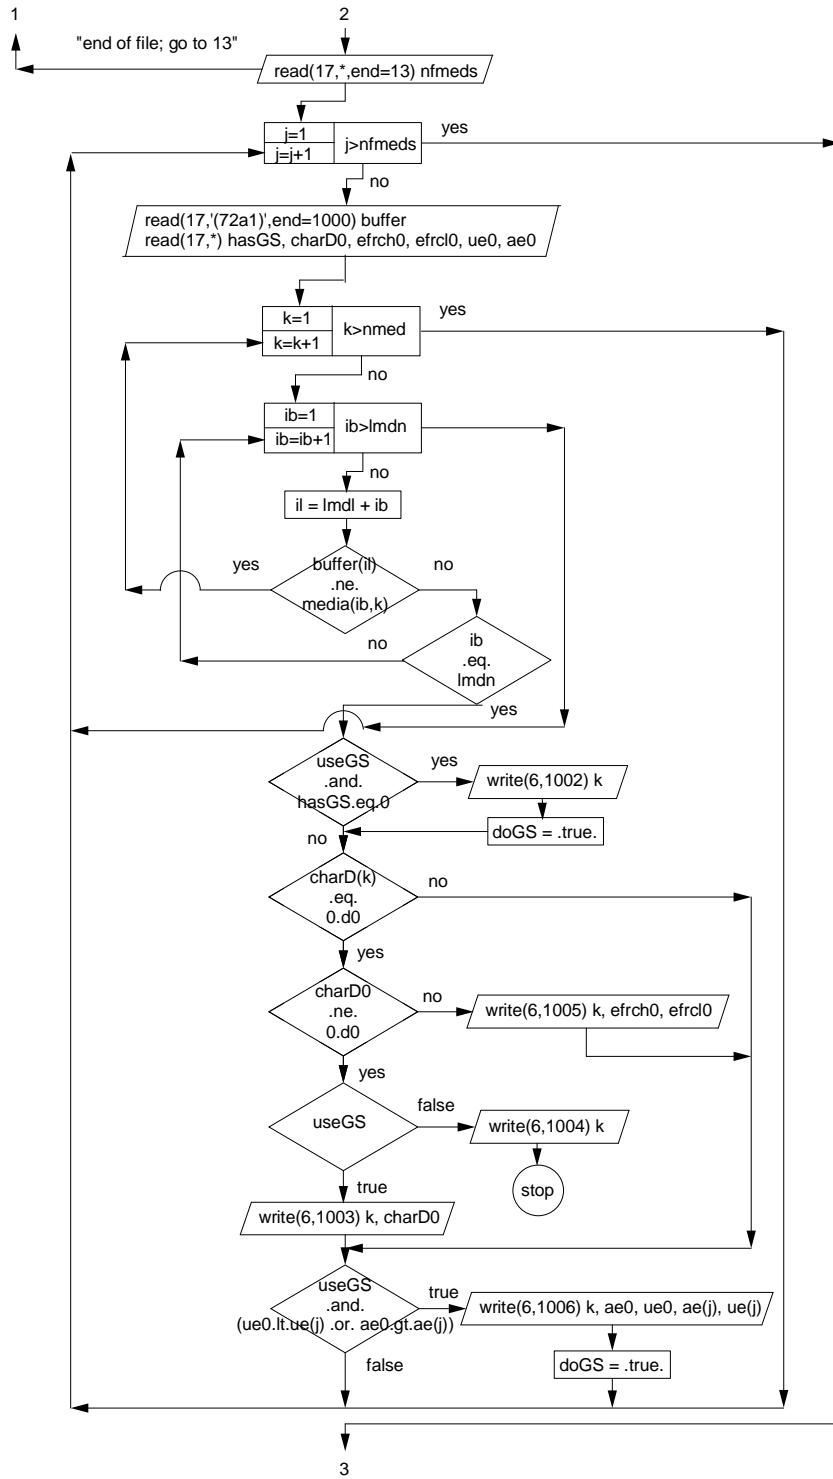 1
2
"end of file; go to 13"
read(17,*,end=13) nfmeds
j=1
j=j+1
j>nfmeds
yes
no
read(17,'(72a1)',end=1000) buffer
read(17,*) hasGS, charD0, efrch0, efrcl0, ue0, ae0
k=1
k=k+1
k>nmed
yes
no
ib=1
ib=ib+1
ib>lmdn
no
il = lmdl + ib
yes
buffer(il)
.ne.
media(ib,k)
no
no
ib
.eq.
lmdn
yes
useGS
.and.
hasGS.eq.0
yes
write(6,1002) k
doGS = .true.
no
charD(k)
.eq.
0.d0
no
yes
charD0
.ne.
0.d0
no
write(6,1005) k, efrch0, efrcl0
yes
useGS
false
write(6,1004) k
stop
true
write(6,1003) k, charD0
useGS
.and.
(ue0.lt.ue(j) .or. ae0.gt.ae(j))
true
write(6,1006) k, ae0, ue0, ae(j), ue(j)
doGS = .true.
false
3